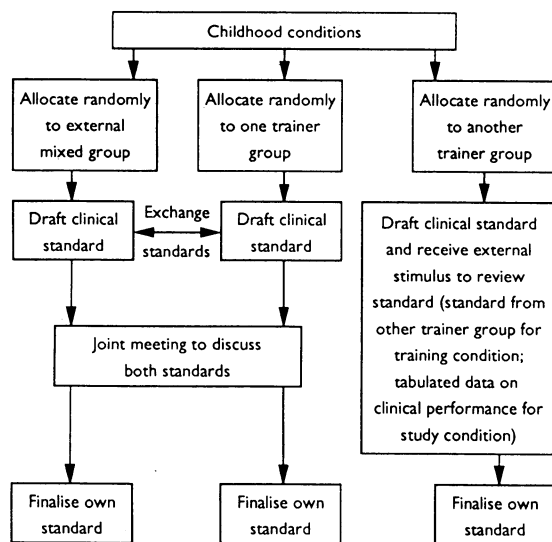 Childhood conditions
Allocate randomly
to external
mixed group
Allocate randomly
to one trainer
group
Allocate randomly
to another
trainer group
Draft clinical
standard
Exchange
standards
Draft clinical
standard
Draft clinical standard
and receive external
stimulus to review
standard (standard from
other trainer group for
training condition;
tabulated data on
clinical performance for
study condition)
Joint meeting to discuss
both standards
Finalise own
standard
Finalise own
standard
Finalise own
standard